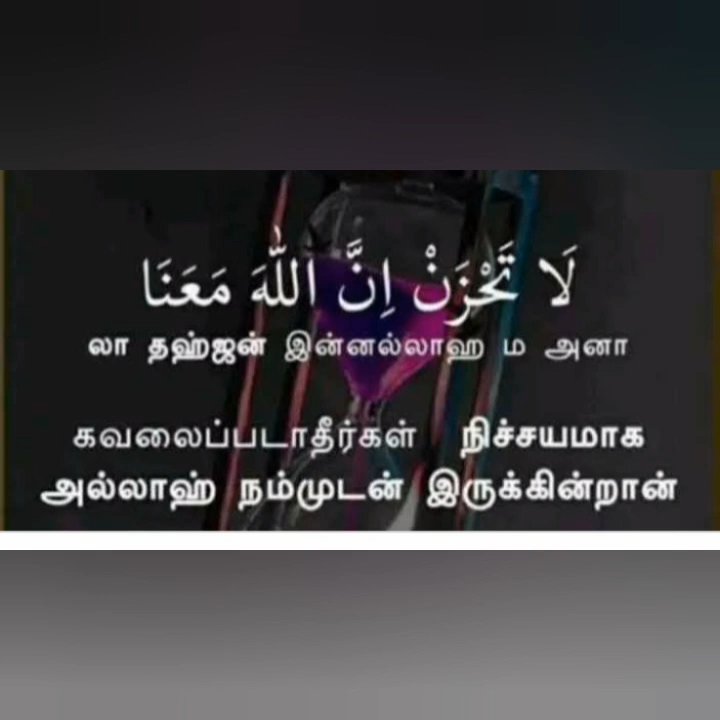 لَا تَحْزَنْ اِنَّ اللّٰهَ مَعَنَا
லா தஹ்ஜன் இன்னல்லாஹ ம அனா
கவலைப்படாதீர்கள் நிச்சயமாக
அல்லாஹ் நம்முடன் இருக்கின்றான்